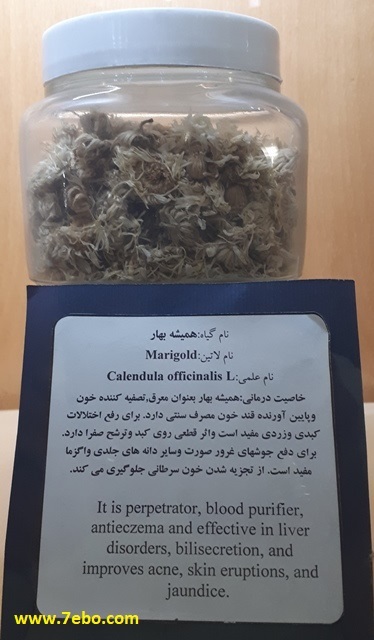 نام گیاه:همیشه بهار
نام لاتین:Marigold
نام علمی:Calendula officinalis L
خاصیت درمانی:همیشه بهار بعنوان معرق,تصفیه کننده خون
وپایین آورنده قند خون مصرف سنتی دارد. برای رفع اختلالات
کبدی وزردی مفید است واثر قطعی روی کبد وترشح صفرا دارد.
برای دفع جوشهای غرور صورت وسایر دانه های جلدی واگزما
مفید است. از تجزیه شدن خون سرطانی جلوگیری می کند.
It is perpetrator, blood purifier,
antieczema and effective in liver
disorders, bilisecretion, and
improves acne, skin eruptions, and
jaundice.
www.7ebo.com